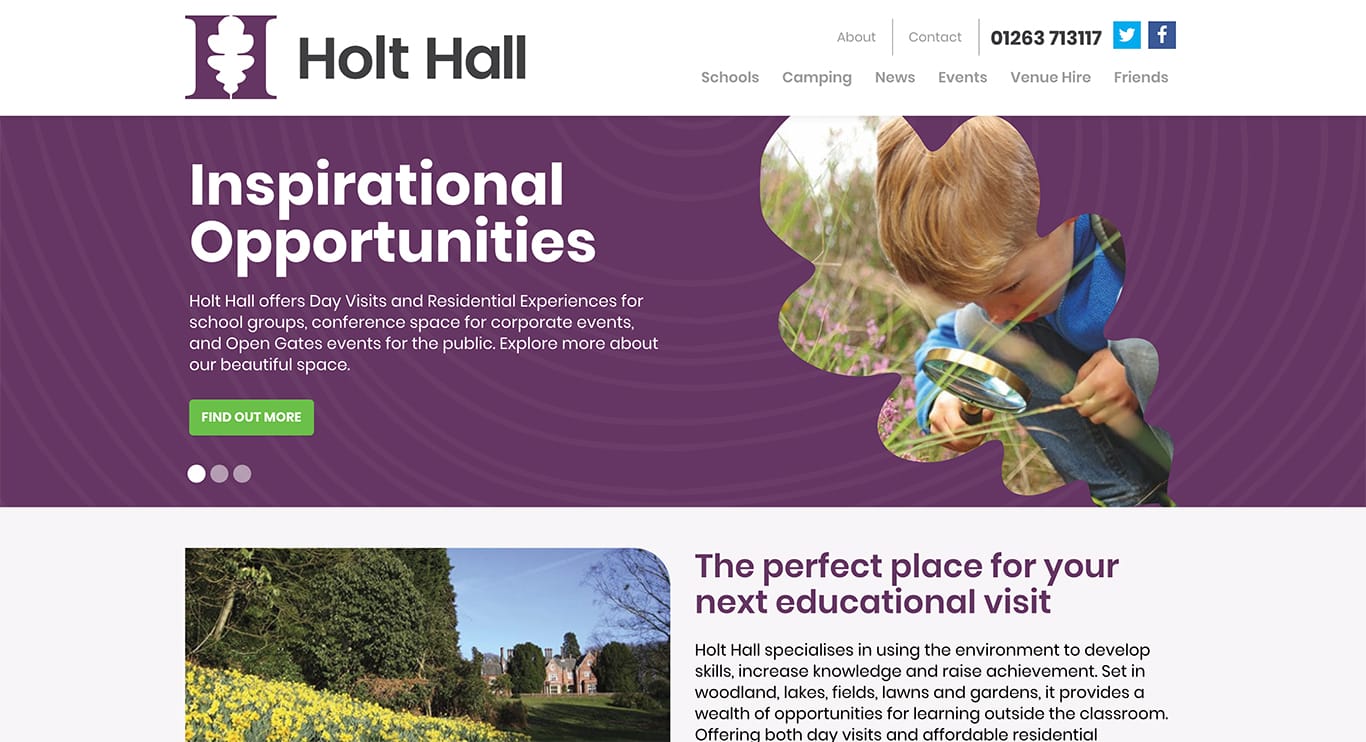 Holt Hall
About
Contact
01263 713117
Schools
Camping
News
Events
Venue Hire
Friends
Inspirational
Opportunities
Holt Hall offers Day Visits and Residential Experiences for
school groups, conference space for corporate events,
and Open Gates events for the public. Explore more about
our beautiful space.
FIND OUT MORE
The perfect place for your
next educational visit
Holt Hall specialises in using the environment to develop
skills, increase knowledge and raise achievement. Set in
woodland, lakes, fields, lawns and gardens, it provides a
wealth of opportunities for learning outside the classroom.
Offering both day visits and affordable residential